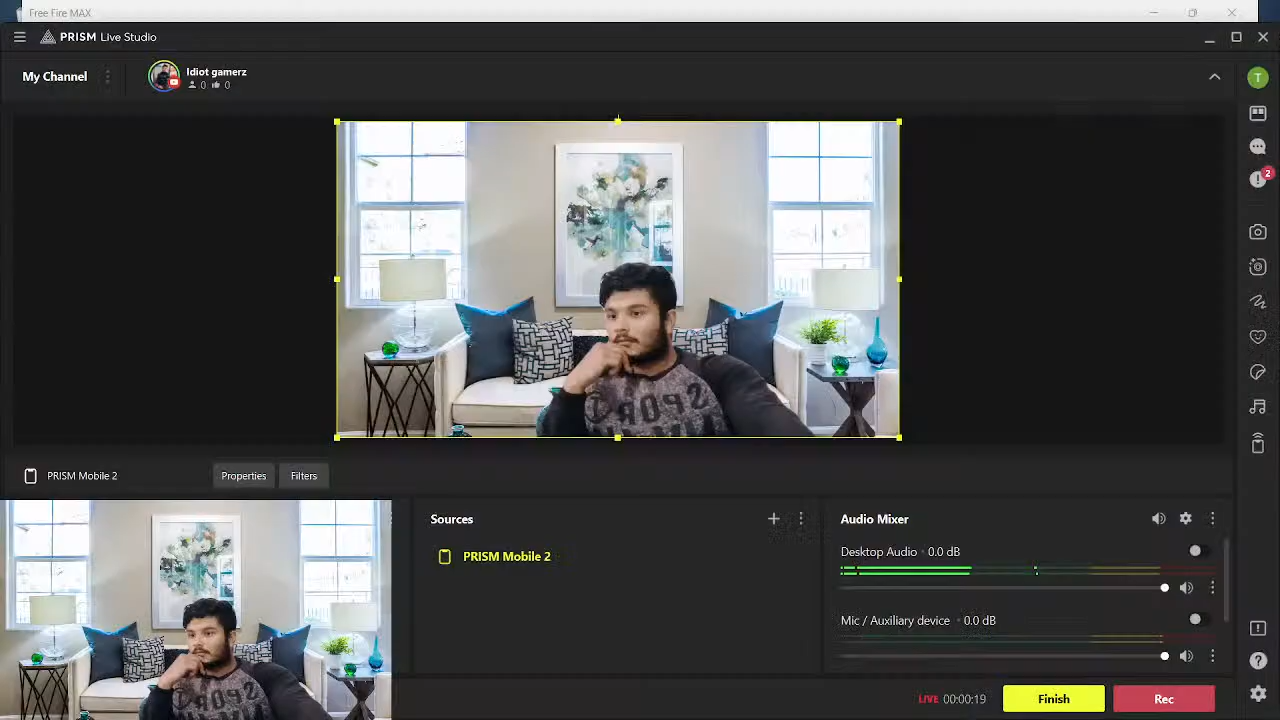 Free Fire MAX
PRISM Live Studio
My Channel
Idiot gamerz
0 0
T
2
PRISM Mobile 2
Properties
Filters
Sources
PRISM Mobile 2
Audio Mixer
Desktop Audio • 0.0 dB
Mic / Auxiliary device • 0.0 dB
LIVE 00:00:19
Finish
Rec